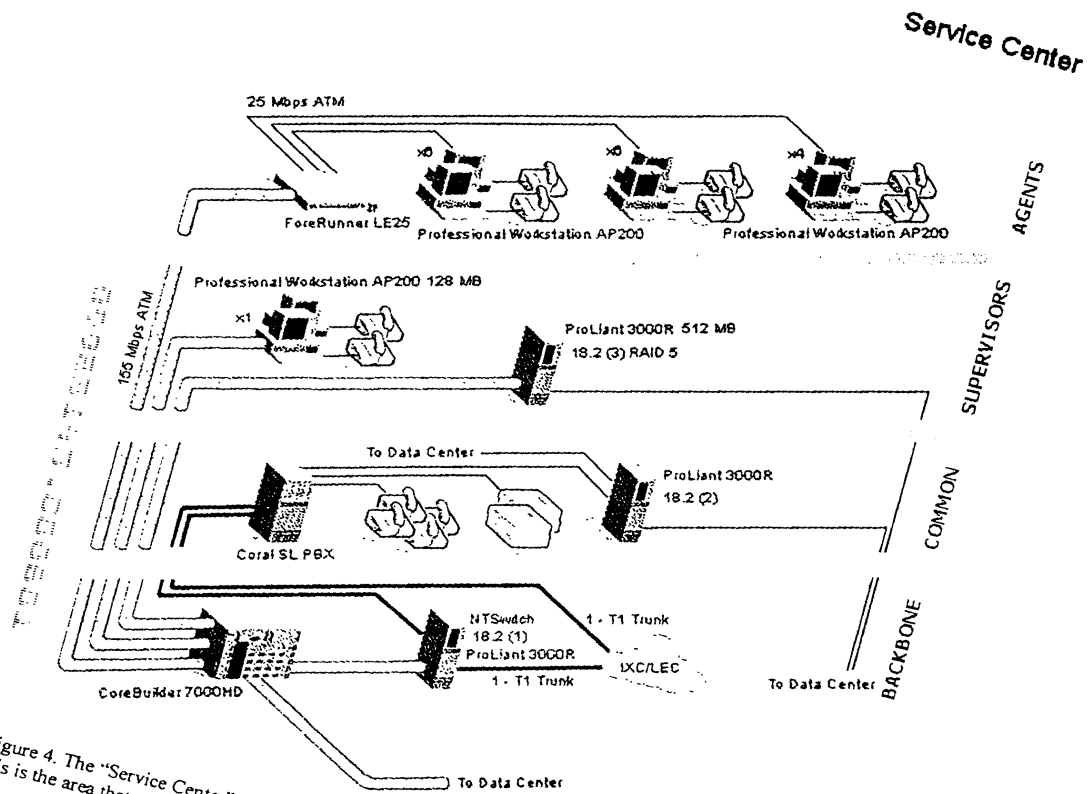 Service Center
25 Mbps ATM
x6
x6
x4
ForeRunner LE25
Professional Workstation AP200
Professional Workstation AP200
AGENTS
Professional Workstation AP200 128 MB
x1
155 Mbps ATM
ProLiant 3000R 512 MB
18.2 (3) RAID 5
SUPERVISORS
To Data Center
ProLiant 3000R
18.2 (2)
Coral SL PBX
COMMON
NTSwitch
18.2 (1)
ProLiant 3000R
1 - T1 Trunk
1 - T1 Trunk
IXC/LEC
CoreBuilder 7000HD
To Data Center
BACKBONE
To Data Center
igure 4. The "Service Cente
is is the area tha